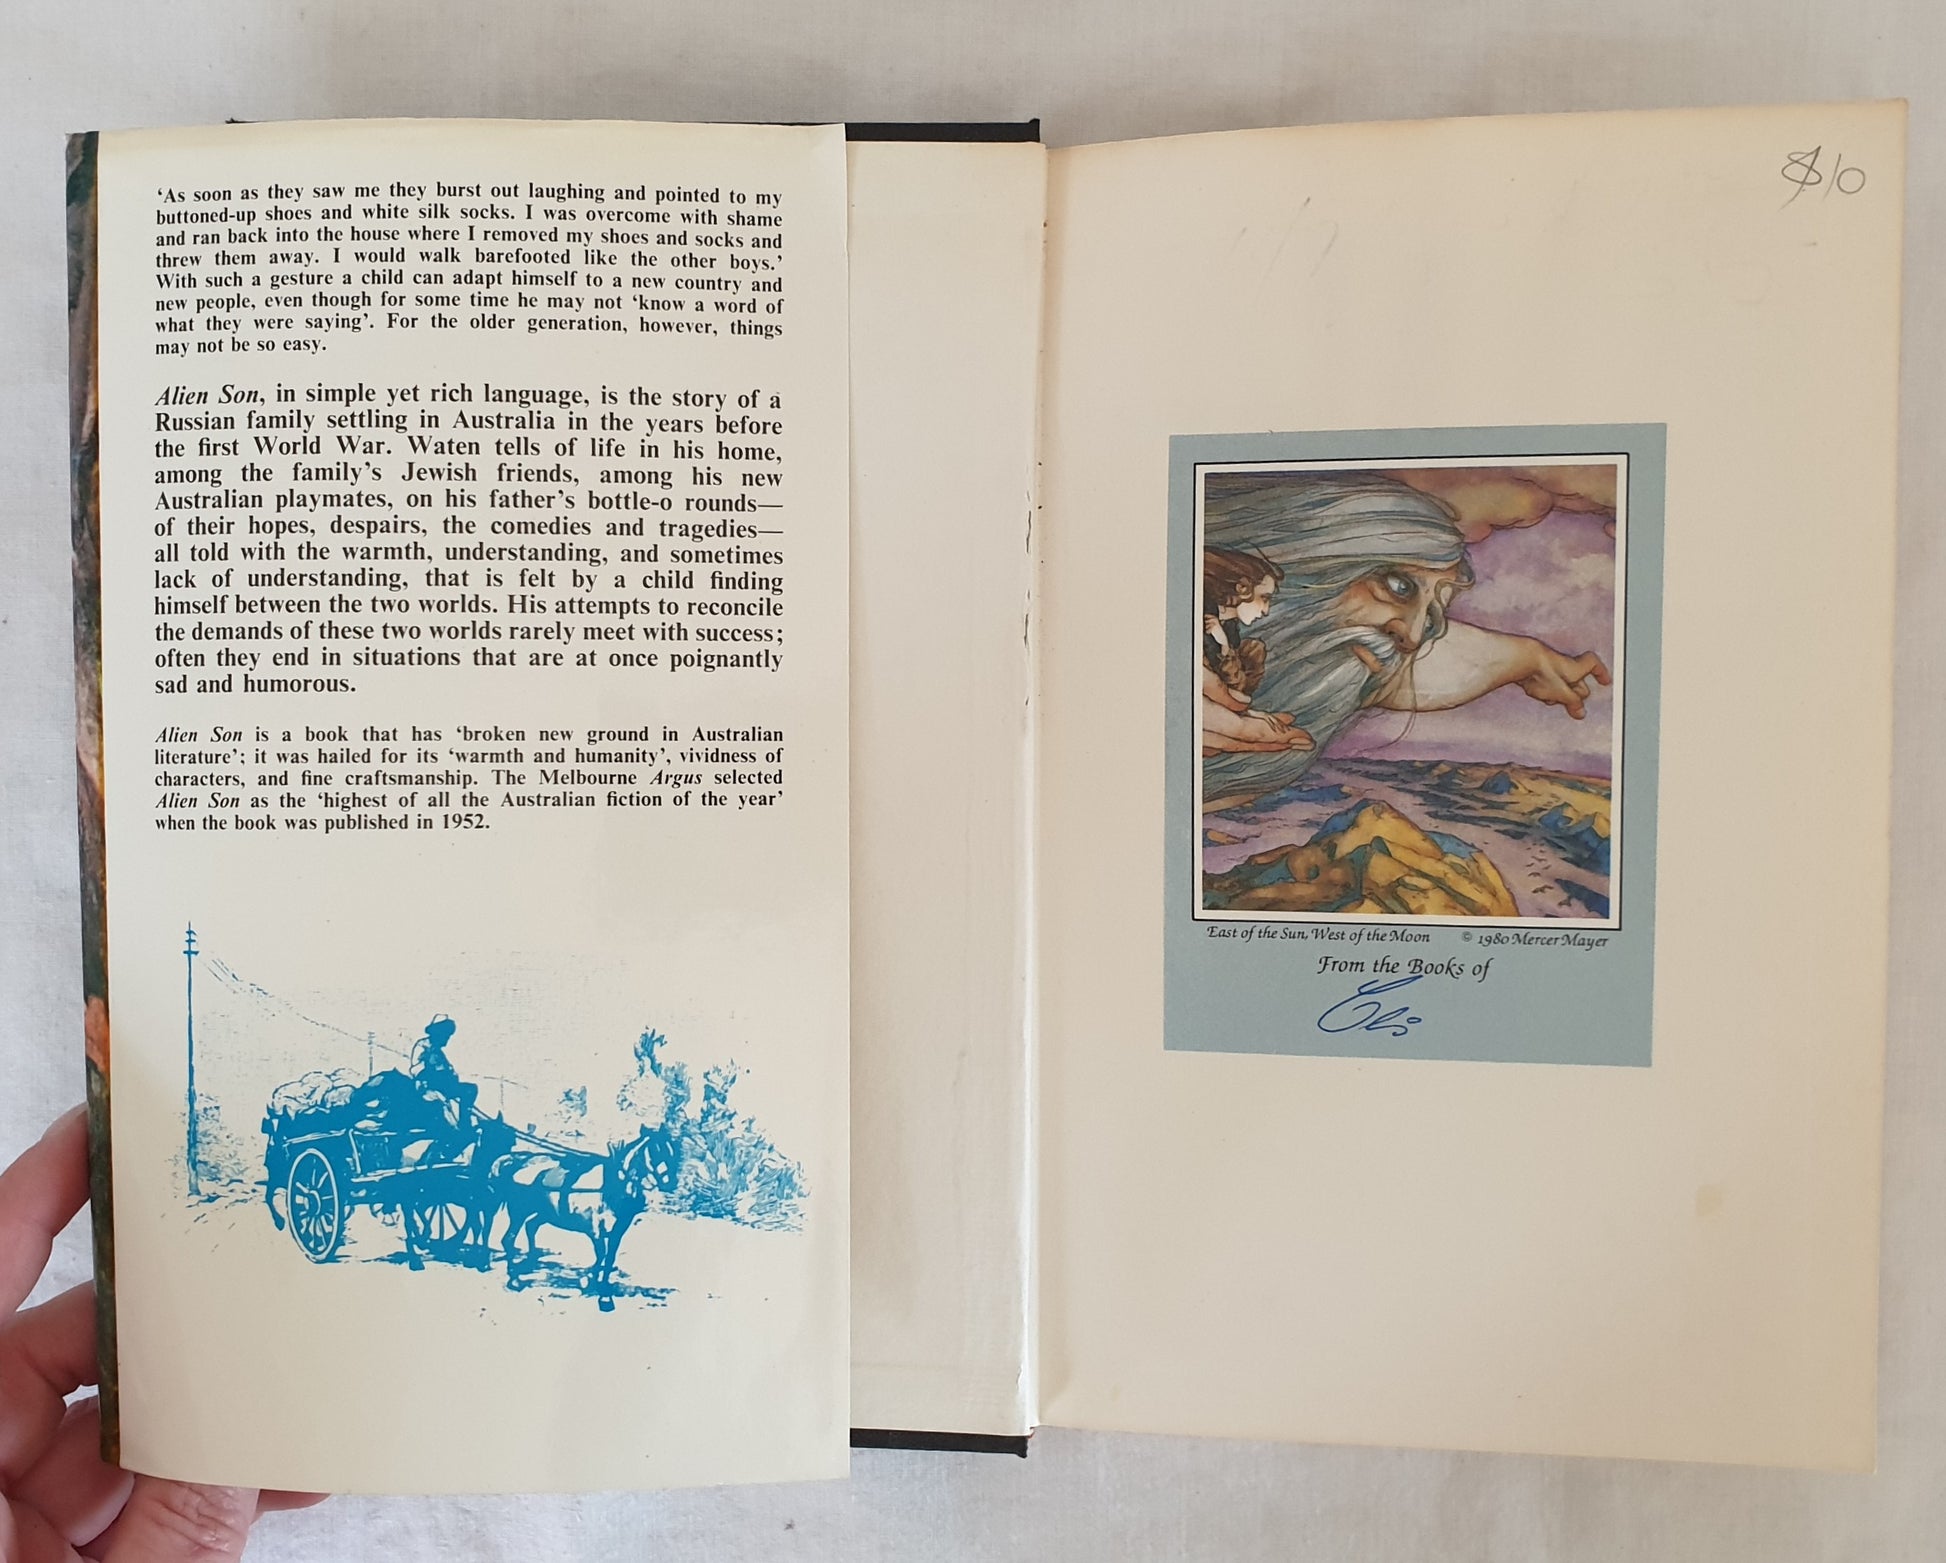 ‘As soon as they saw me they burst out laughing and pointed to my
buttoned-up shoes and white silk socks. I was overcome with shame
and ran back into the house where I removed my shoes and socks and
threw them away. I would walk barefooted like the other boys.’
With such a gesture a child can adapt himself to a new country and
new people, even though for some time he may not ‘know a word of
what they were saying’. For the older generation, however, things
may not be so easy.
Alien Son, in simple yet rich language, is the story of a
Russian family settling in Australia in the years before
the first World War. Waten tells of life in his home,
among the family’s Jewish friends, among his new
Australian playmates, on his father’s bottle-o rounds—
of their hopes, despairs, the comedies and tragedies—
all told with the warmth, understanding, and sometimes
lack of understanding, that is felt by a child finding
himself between the two worlds. His attempts to reconcile
the demands of these two worlds rarely meet with success;
often they end in situations that are at once poignantly
sad and humorous.
Alien Son is a book that has ‘broken new ground in Australian
literature’; it was hailed for its ‘warmth and humanity’, vividness of
characters, and fine craftsmanship. The Melbourne Argus selected
Alien Son as the ‘highest of all the Australian fiction of the year’
when the book was published in 1952.
$10
East of the Sun, West of the Moon © 1980 Mercer Mayer
From the Books of